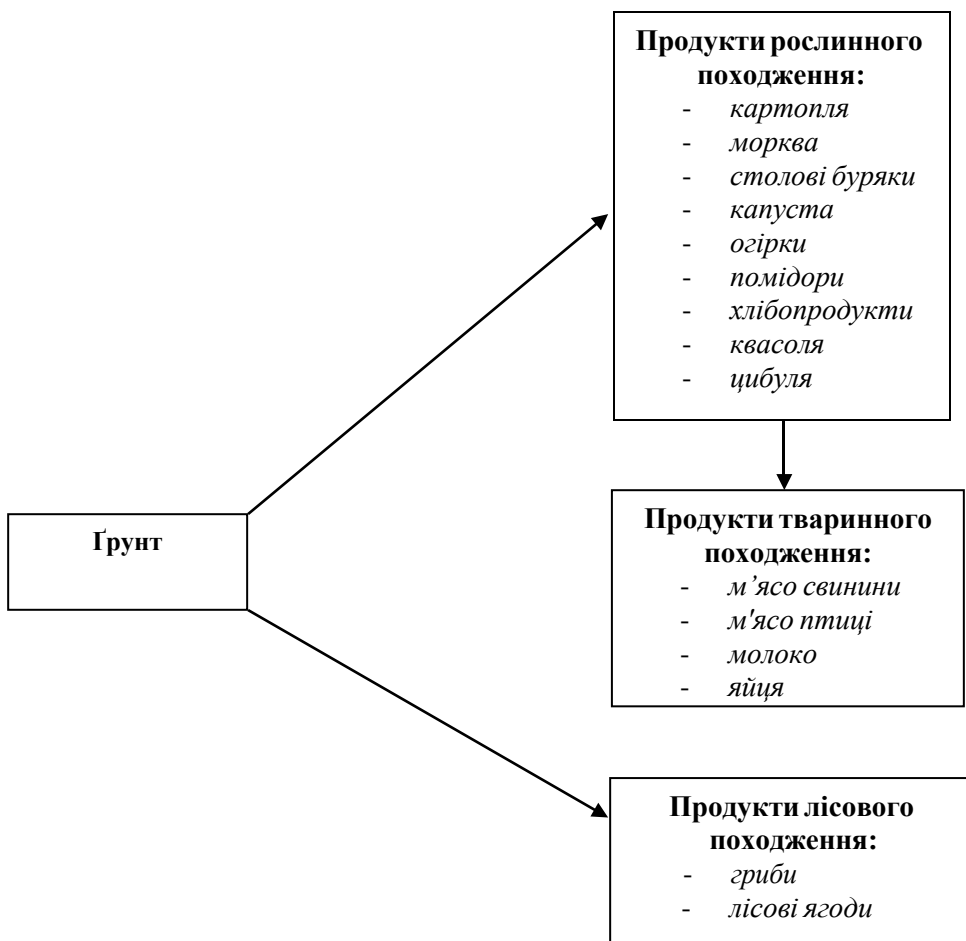 Продукти рослинного
походження:
- картопля
- морква
- столові буряки
- капуста
- огірки
- помідори
- хлібопродукти
- квасоля
- цибуля
Ґрунт
Продукти тваринного
походження:
- м’ясо свинини
- м'ясо птиці
- молоко
- яйця
Продукти лісового
походження:
- гриби
- лісові ягоди